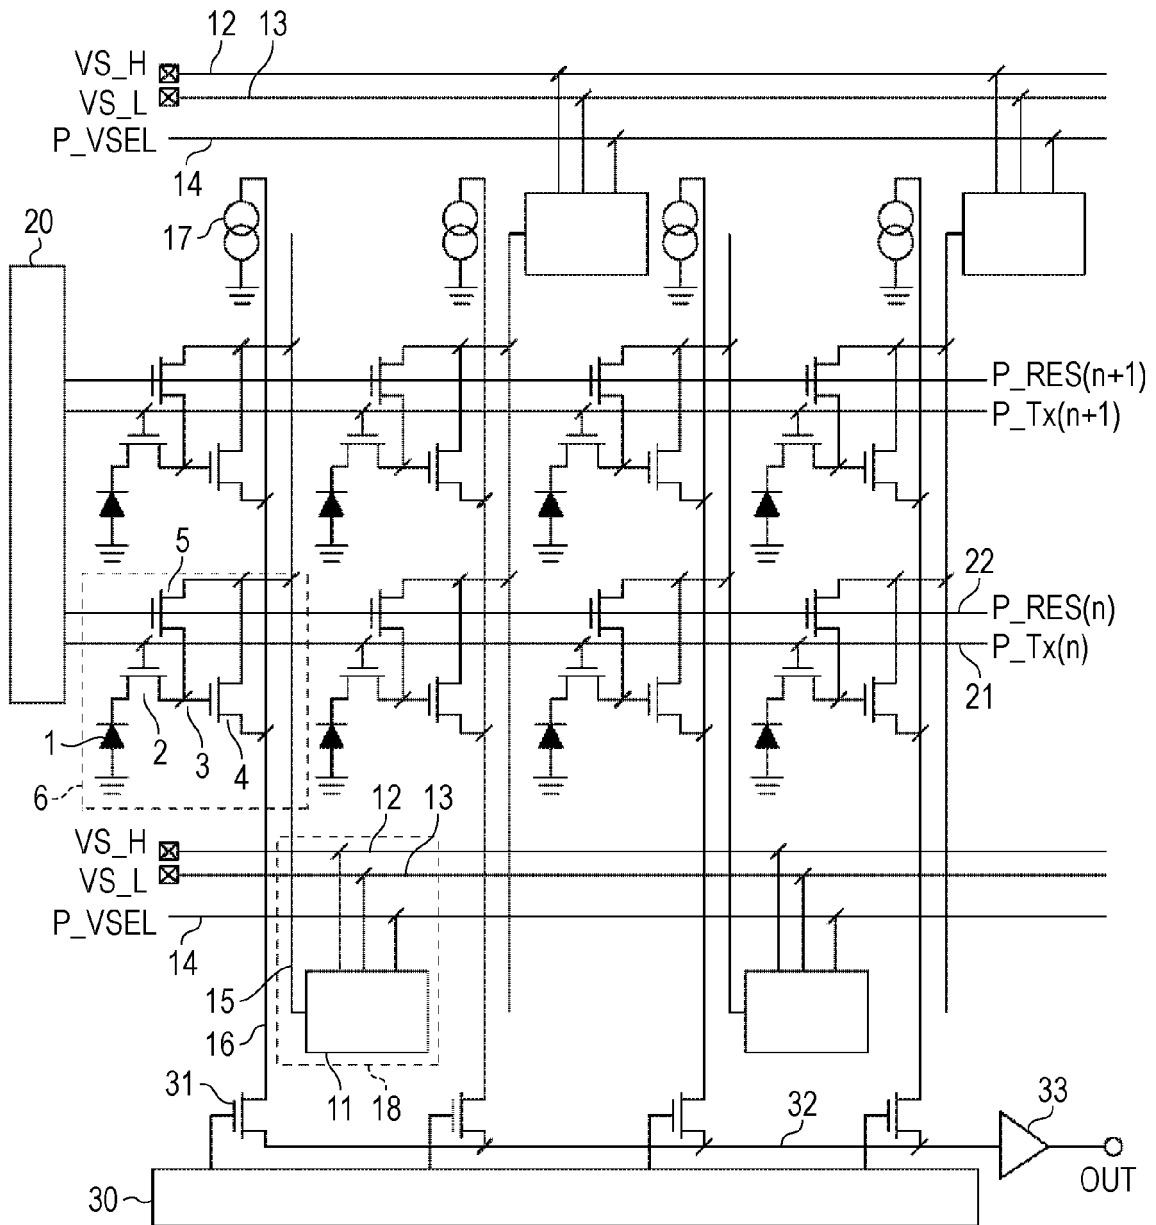 12 13
VS_H
VS_L
P_VSEL
14
17
20
P_RES(n+1)
P_Tx(n+1)
5
22
P_RES(n)
P_Tx(n)
21
1 2 3 4
6
12 13
VS_H
VS_L
P_VSEL
14
15
16
31
11 18
32 33
OUT
30